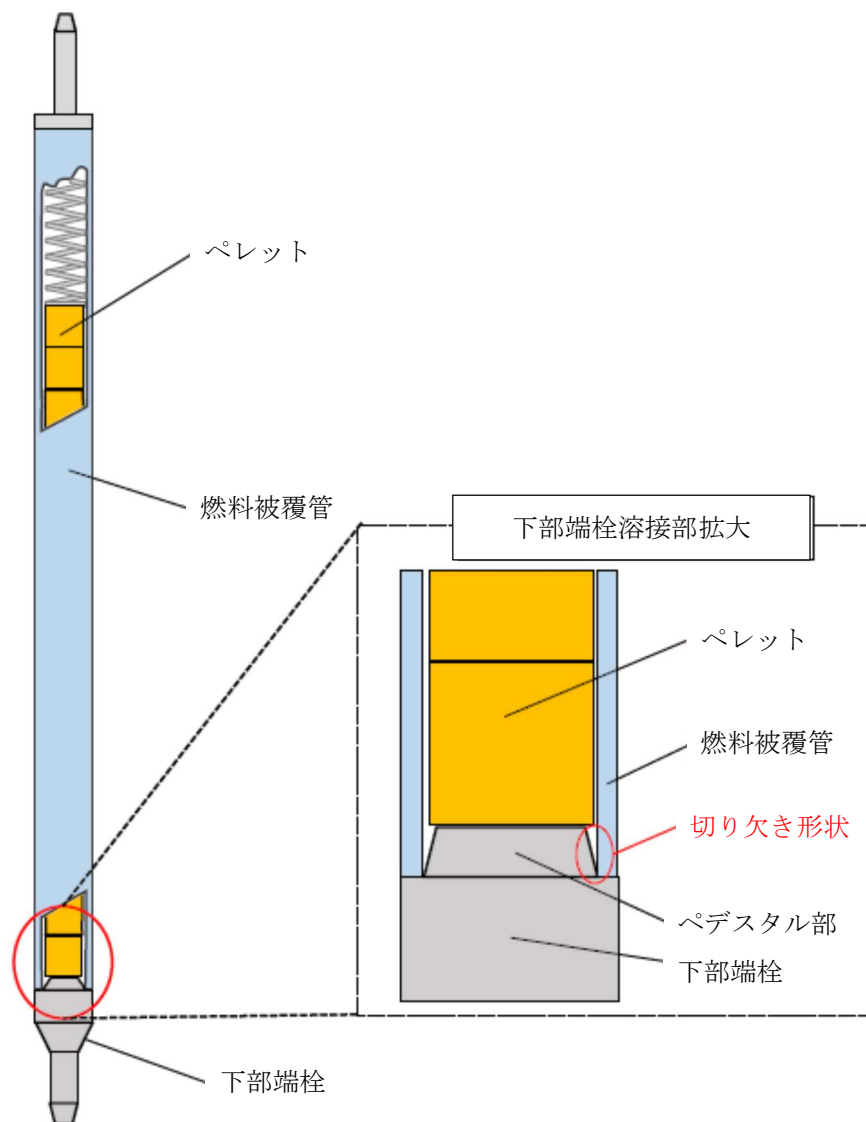 ペレット
燃料被覆管
下部端栓溶接部拡大
ペレット
燃料被覆管
切り欠き形状
ペデスタル部
下部端栓
下部端栓